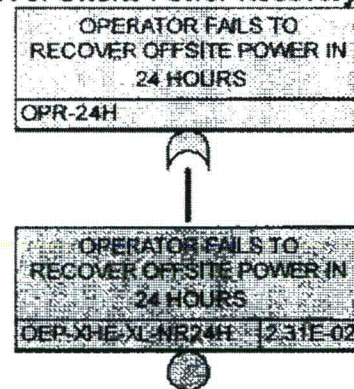 OPERATOR FAILS TO
RECOVER OFFSITE POWER IN
24 HOURS
OPR-24H
OPERATOR FAILS TO
RECOVER OFFSITE POWER IN
24 HOURS
OEP-XHE-XL-NR24H 2.31E-02